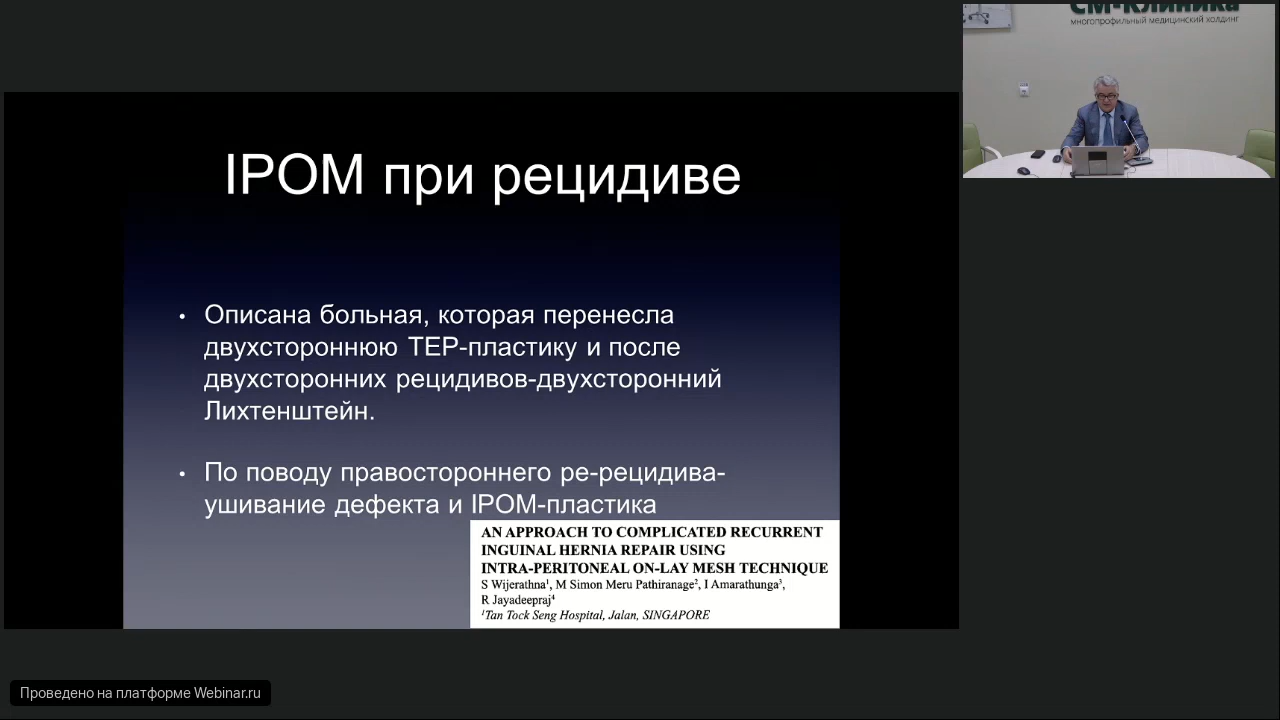 СМ-Клиника
многопрофильный медицинский холдинг
IPOM при рецидиве
• Описана больная, которая перенесла
двухстороннюю ТЕР-пластику и после
двухсторонних рецидивов-двухсторонний
Лихтенштейн.
• По поводу правостороннего ре-рецидива-
ушивание дефекта и IPOM-пластика
AN APPROACH TO COMPLICATED RECURRENT
INGUINAL HERNIA REPAIR USING
INTRA-PERITONEAL ON-LAY MESH TECHNIQUE
S Wijerathna¹, M Simon Meru Pathiranage², I Amarathunga³,
R Jayadeepraj⁴
¹Tan Tock Seng Hospital, Jalan, SINGAPORE
Проведено на платформе Webinar.ru